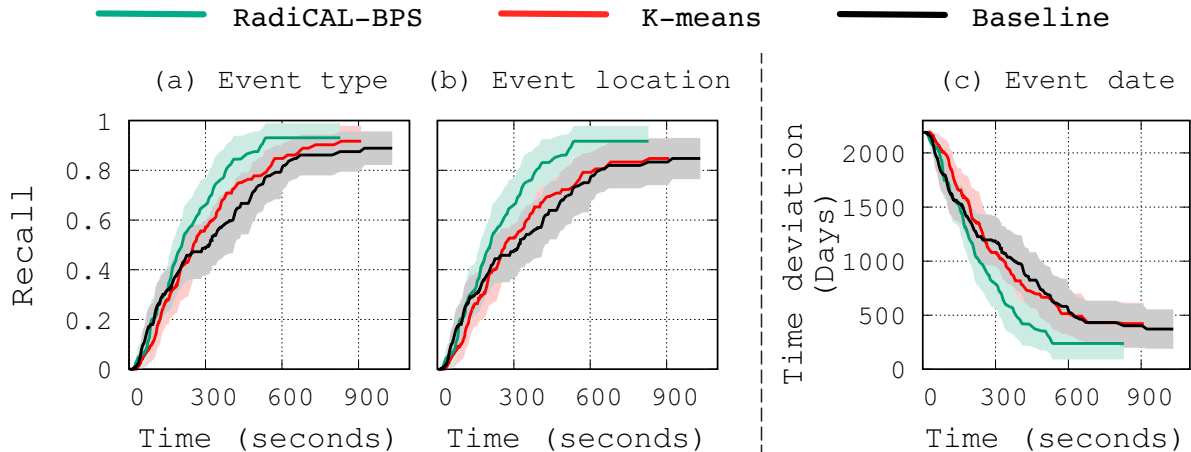 RadiCAL-BPS K-means Baseline
(a) Event type (b) Event location (c) Event date
Recall
1
0.8
0.6
0.4
0.2
0
0 300 600 900
Time (seconds)
0 300 600 900
Time (seconds)
Time deviation
(Days)
2000
1500
1000
500
0
0 300 600 900
Time (seconds)